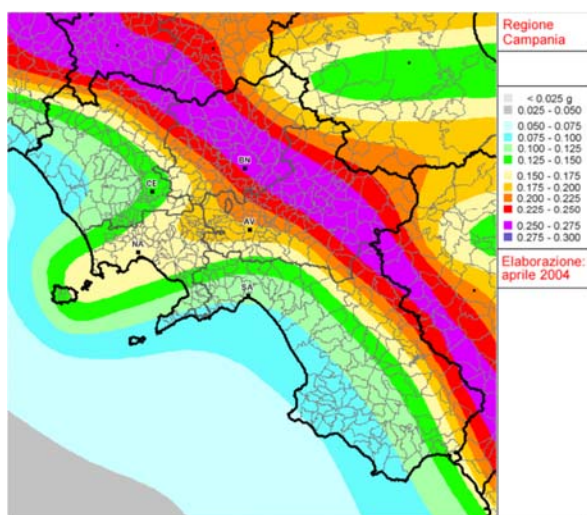 Regione
Campania
< 0.025 g
0.025 - 0.050
0.050 - 0.075
0.075 - 0.100
0.100 - 0.125
0.125 - 0.150
0.150 - 0.175
0.175 - 0.200
0.200 - 0.225
0.225 - 0.250
0.250 - 0.275
0.275 - 0.300
Elaborazione:
aprile 2004
BN
CE
AV
NA
SA